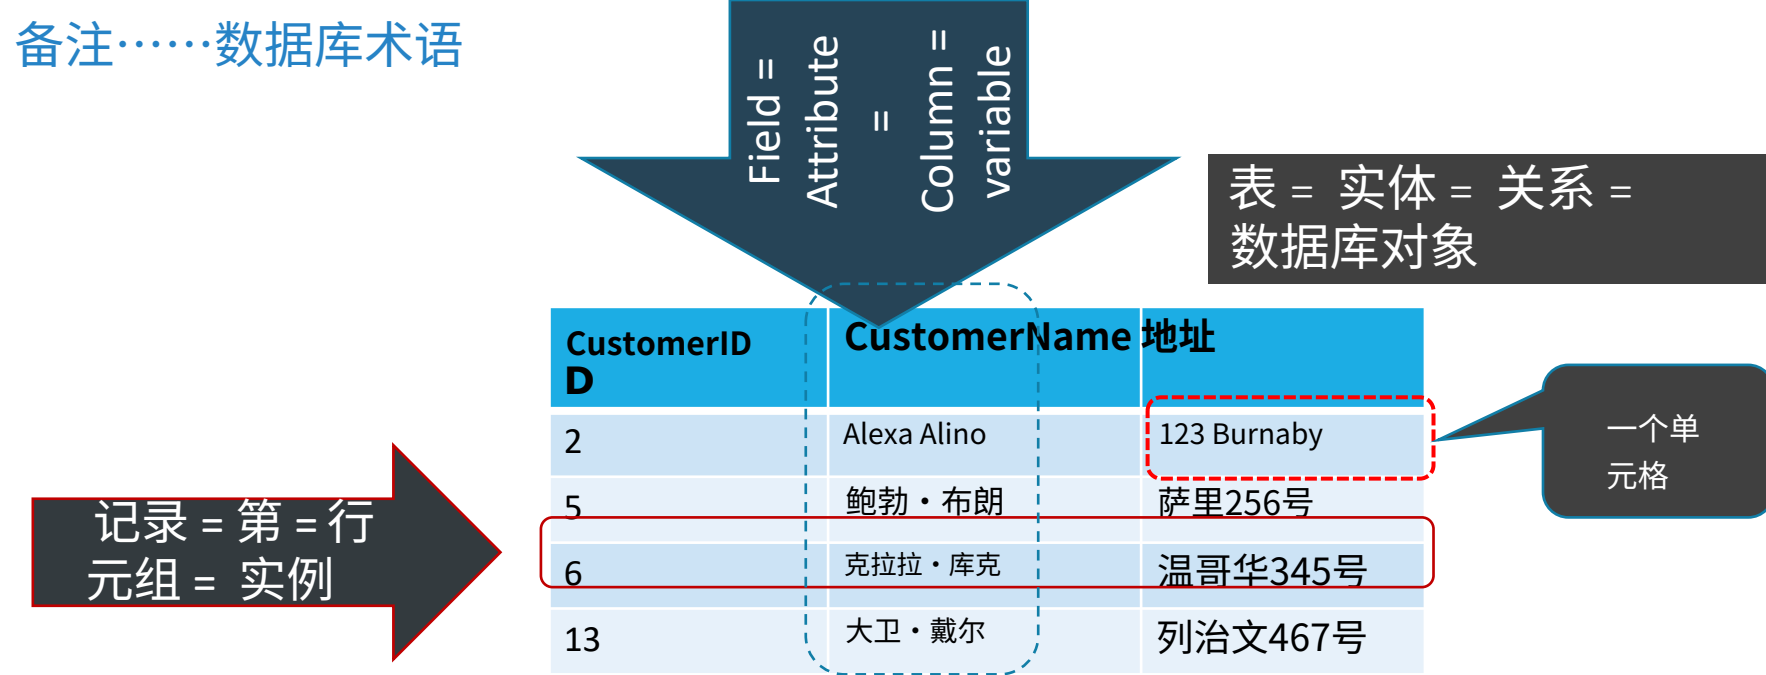 备注……数据库术语
Field =
Attribute
=
Column =
variable
表 = 实体 = 关系 =
数据库对象
CustomerID
D
CustomerName
地址
2
Alexa Alino
123 Burnaby
5
鲍勃·布朗
萨里256号
6
克拉拉·库克
温哥华345号
13
大卫·戴尔
列治文467号
一个单
元格
记录 = 第 = 行
元组 = 实例